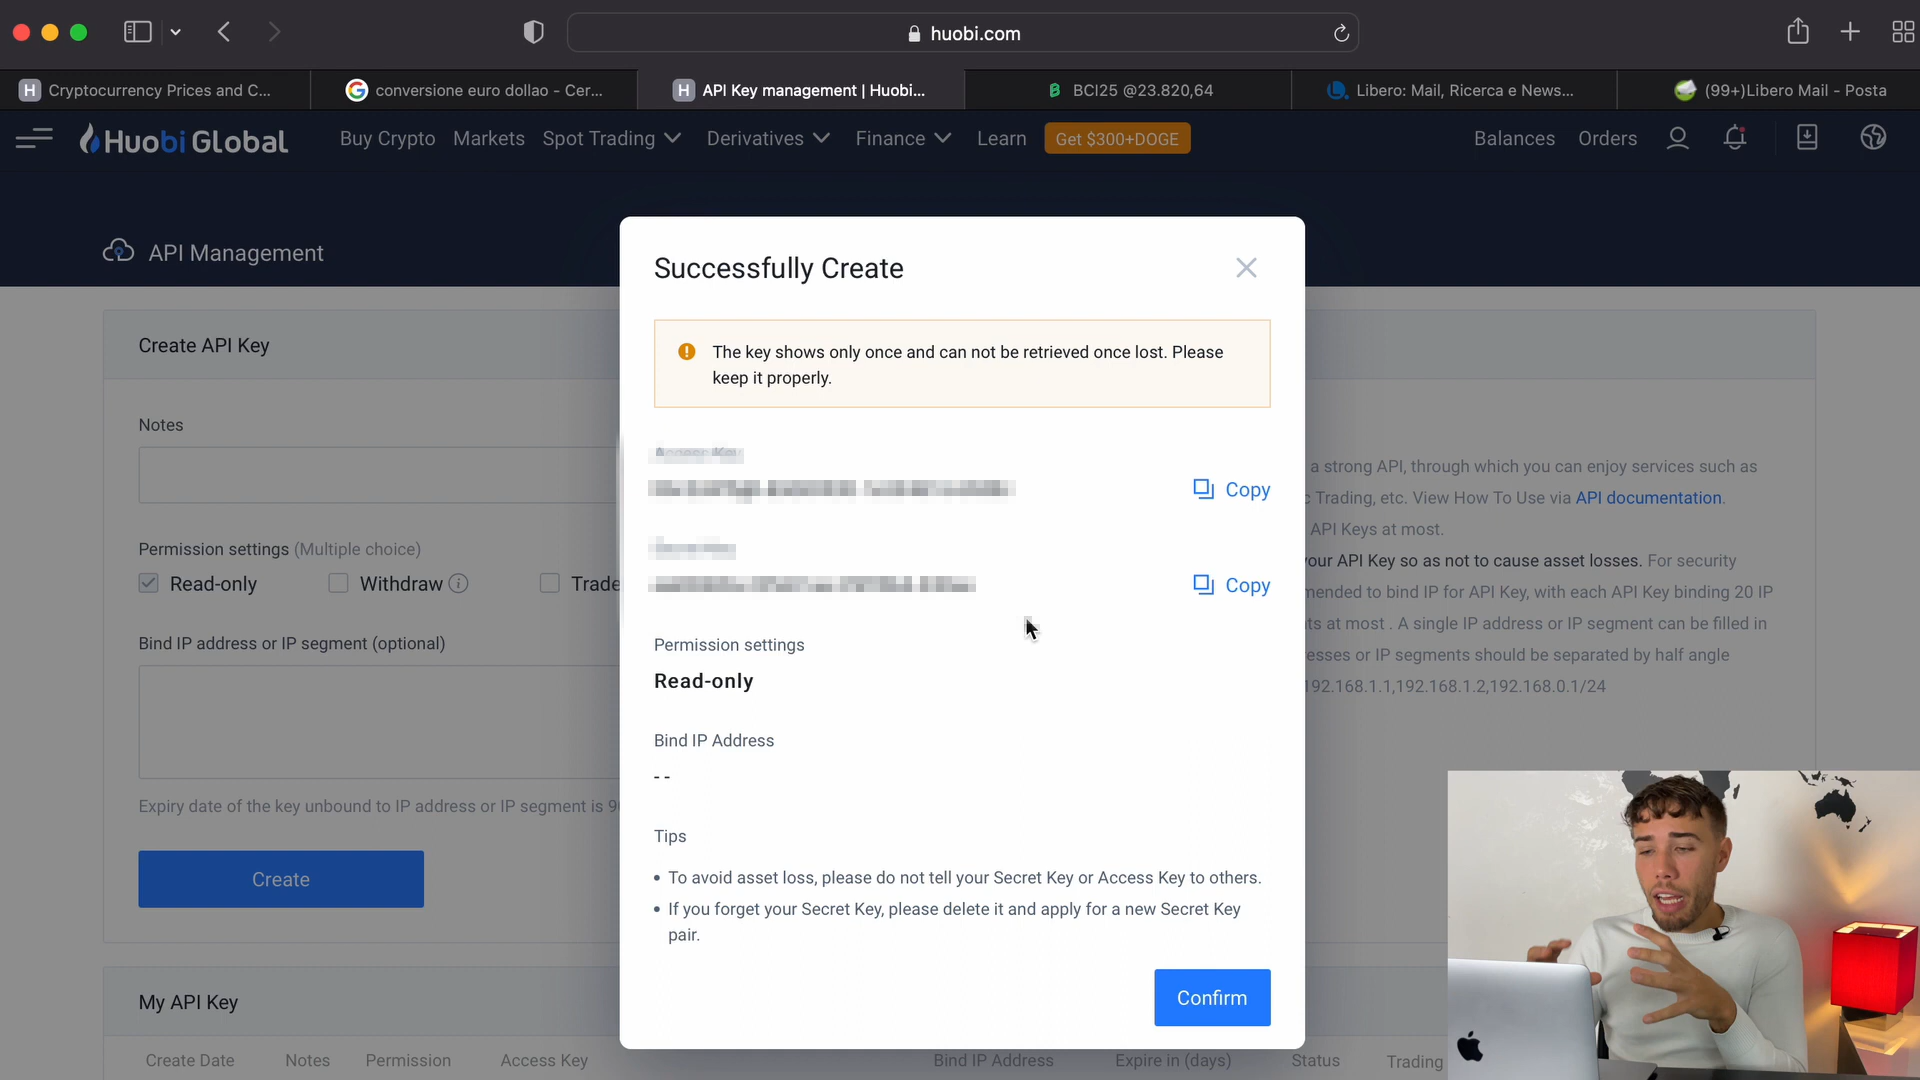 huobi.com
Cryptocurrency Prices and C...
conversione euro dollao - Cer...
API Key management | Huobi...
BCI25 @23.820,64
Libero: Mail, Ricerca e News...
(99+)Libero Mail - Posta
Huobi Global
Buy Crypto
Markets
Spot Trading
Derivatives
Finance
Learn
Get $300+DOGE
Balances
Orders
API Management
Successfully Create
The key shows only once and can not be retrieved once lost. Please
keep it properly.
Access Key
Copy
Copy
Permission settings
Read-only
Bind IP Address
--
Tips
• To avoid asset loss, please do not tell your Secret Key or Access Key to others.
• If you forget your Secret Key, please delete it and apply for a new Secret Key
pair.
Confirm
Create API Key
Notes
Permission settings (Multiple choice)
Read-only
Withdraw
Trade
Bind IP address or IP segment (optional)
Expiry date of the key unbound to IP address or IP segment is
Create
a strong API, through which you can enjoy services such as
Trading, etc. View How To Use via API documentation.
API Keys at most.
your API Key so as not to cause asset losses. For security
to bind IP for API Key, with each API Key binding 20 IP
at most . A single IP address or IP segment can be filled in
or IP segments should be separated by half angle
192.168.1.1,192.168.1.2,192.168.0.1/24
My API Key
Create Date
Notes
Permission
Access Key
Bind IP Address
Expire in (days)
Status
Trading